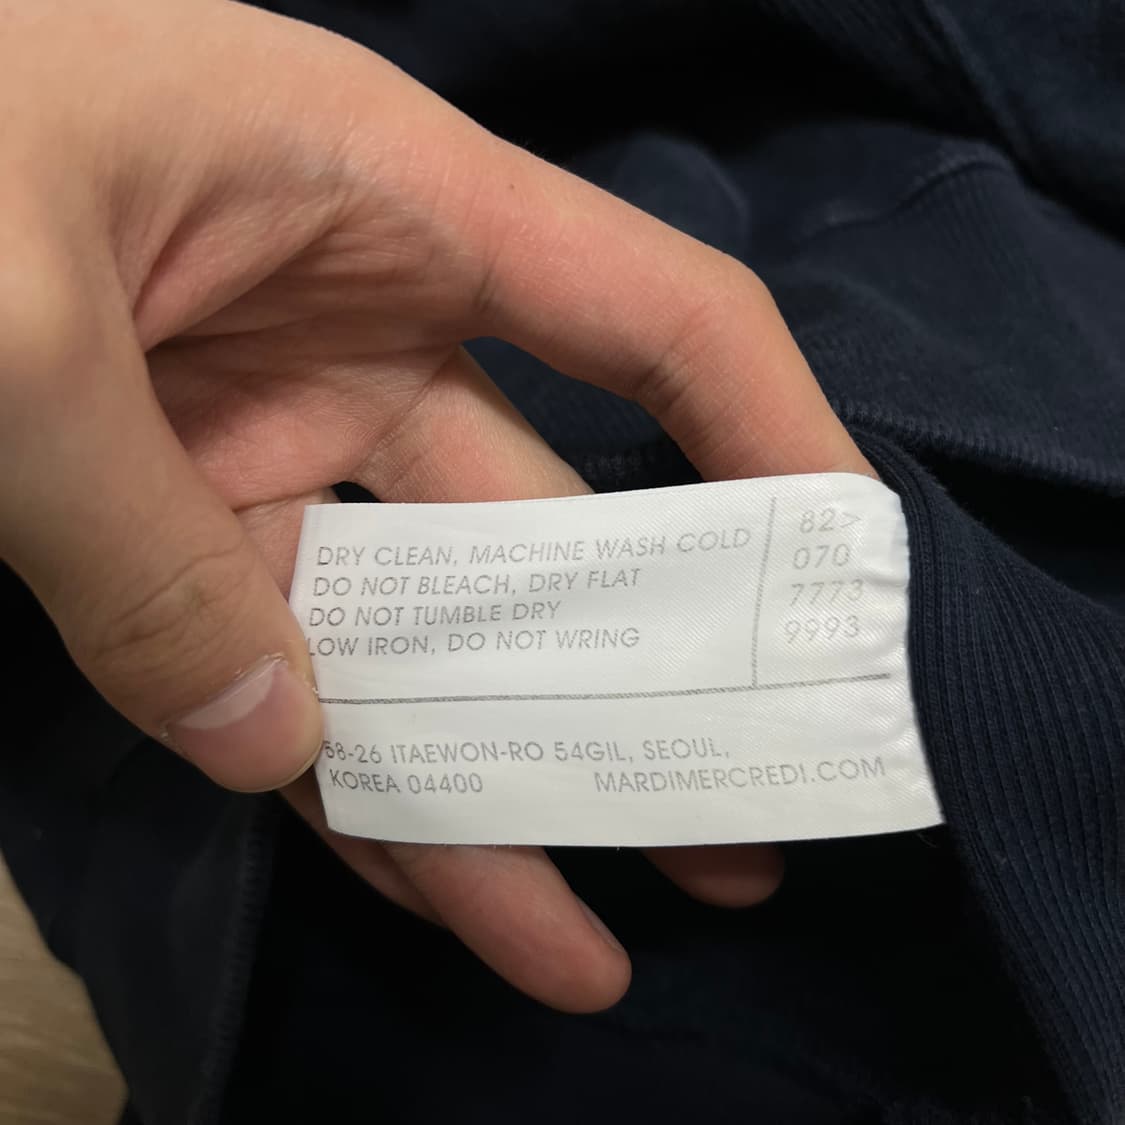 DRY CLEAN, MACHINE WASH COLD
DO NOT BLEACH, DRY FLAT
DO NOT TUMBLE DRY
LOW IRON, DO NOT WRING
82>
070
7773
9993
58-26 ITAEWON-RO 54GIL, SEOUL,
KOREA 04400
MARDIMERCREDI.COM